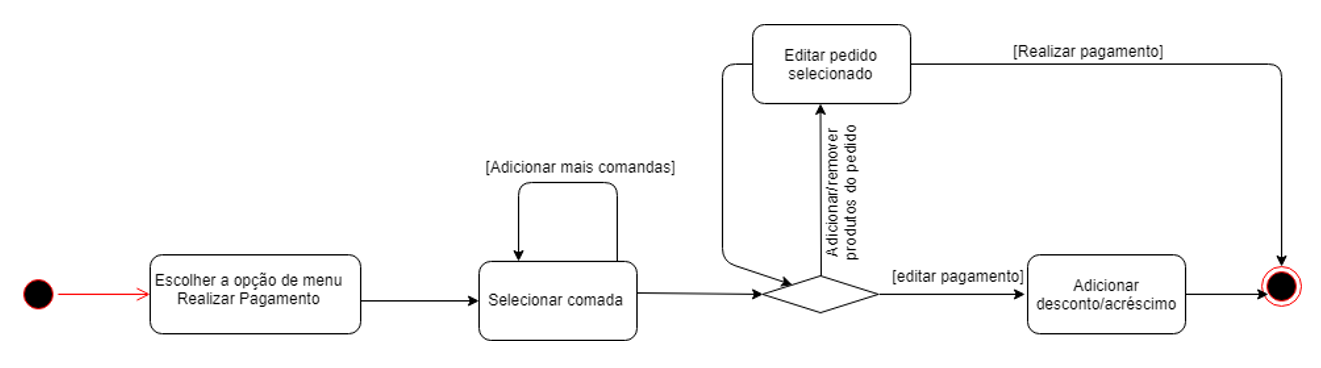 Editar pedido
selecionado
[Realizar pagamento]
[Adicionar mais comandas]
Adicionar/remover
produtos do pedido
Escolher a opção de menu
Realizar Pagamento
Selecionar comada
[editar pagamento]
Adicionar
desconto/acréscimo